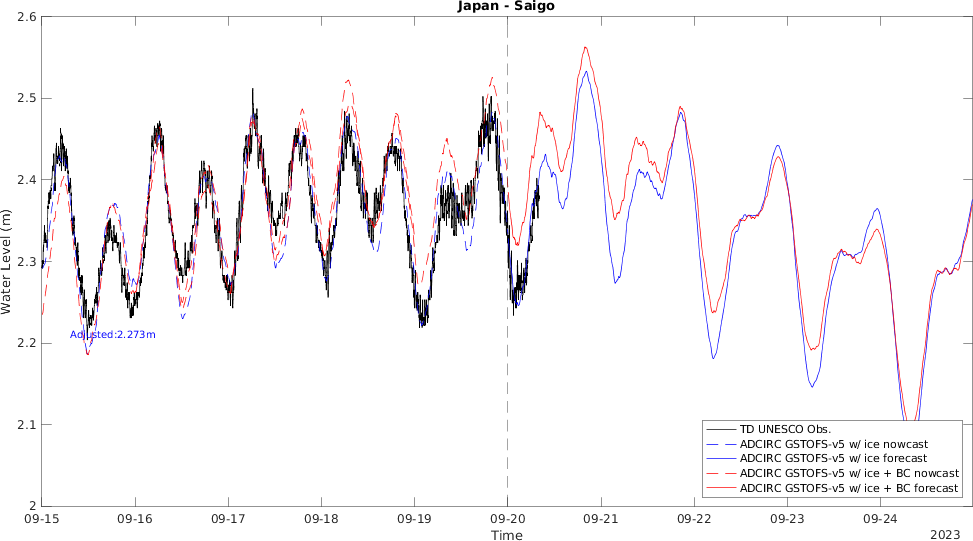 Japan - Saigo
2.6
2.5
2.4
2.3
2.2
2.1
2
Water Level (m)
Adjusted:2.273m
TD UNESCO Obs.
ADCIRC GSTOFS-v5 w/ ice nowcast
ADCIRC GSTOFS-v5 w/ ice forecast
ADCIRC GSTOFS-v5 w/ ice + BC nowcast
ADCIRC GSTOFS-v5 w/ ice + BC forecast
09-15 09-16 09-17 09-18 09-19 09-20 09-21 09-22 09-23 09-24
Time
2023